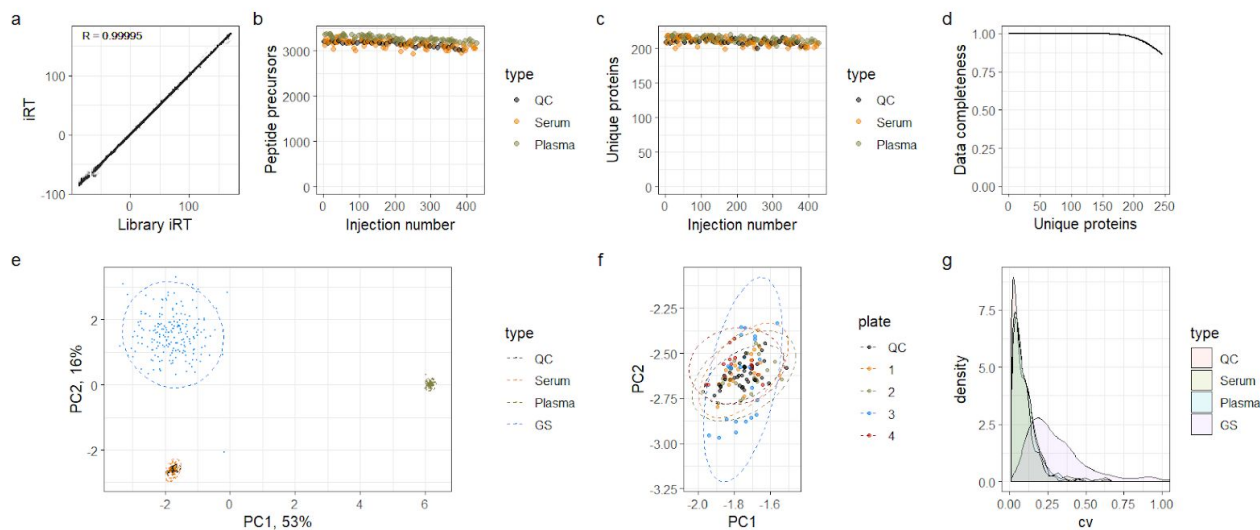 a
R = 0.99995
iRT
100
0
-100
0
100
Library iRT
b
Peptide precursors
3000
2000
1000
0
0
100
200
300
400
Injection number
type
QC
Serum
Plasma
c
Unique proteins
200
150
100
50
0
0
100
200
300
400
Injection number
type
QC
Serum
Plasma
d
Data completeness
1.00
0.75
0.50
0.25
0.00
0
50
100
150
200
250
Unique proteins
e
PC2, 16%
2
0
-2
-2
0
2
4
6
PC1, 53%
type
QC
Serum
Plasma
GS
f
PC2
-2.25
-2.50
-2.75
-3.00
-3.25
-2.0
-1.8
-1.6
PC1
plate
QC
1
2
3
4
g
density
7.5
5.0
2.5
0.0
0.00
0.25
0.50
0.75
1.00
cv
type
QC
Serum
Plasma
GS